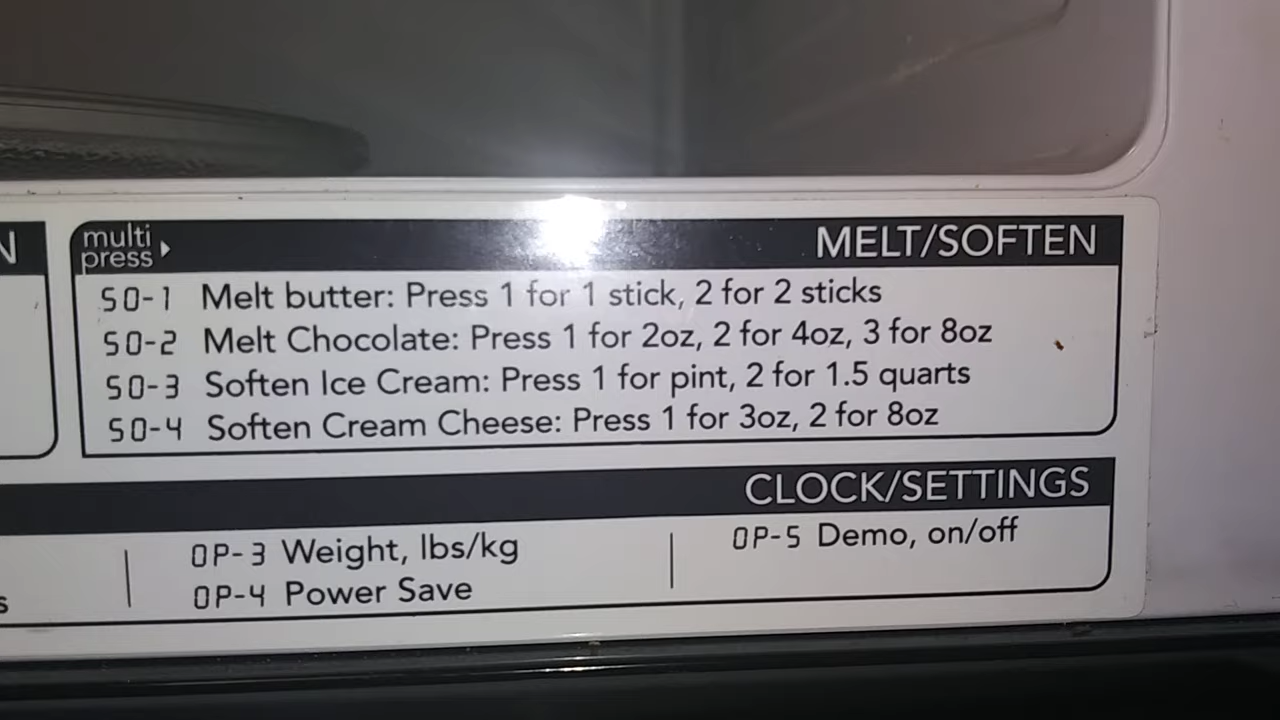 N
multi
press
MELT/SOFTEN
SO-1 Melt butter: Press 1 for 1 stick, 2 for 2 sticks
SO-2 Melt Chocolate: Press 1 for 2oz, 2 for 4oz, 3 for 8oz
SO-3 Soften Ice Cream: Press 1 for pint, 2 for 1.5 quarts
SO-4 Soften Cream Cheese: Press 1 for 3oz, 2 for 8oz
CLOCK/SETTINGS
s
OP-3 Weight, lbs/kg
OP-4 Power Save
OP-5 Demo, on/off